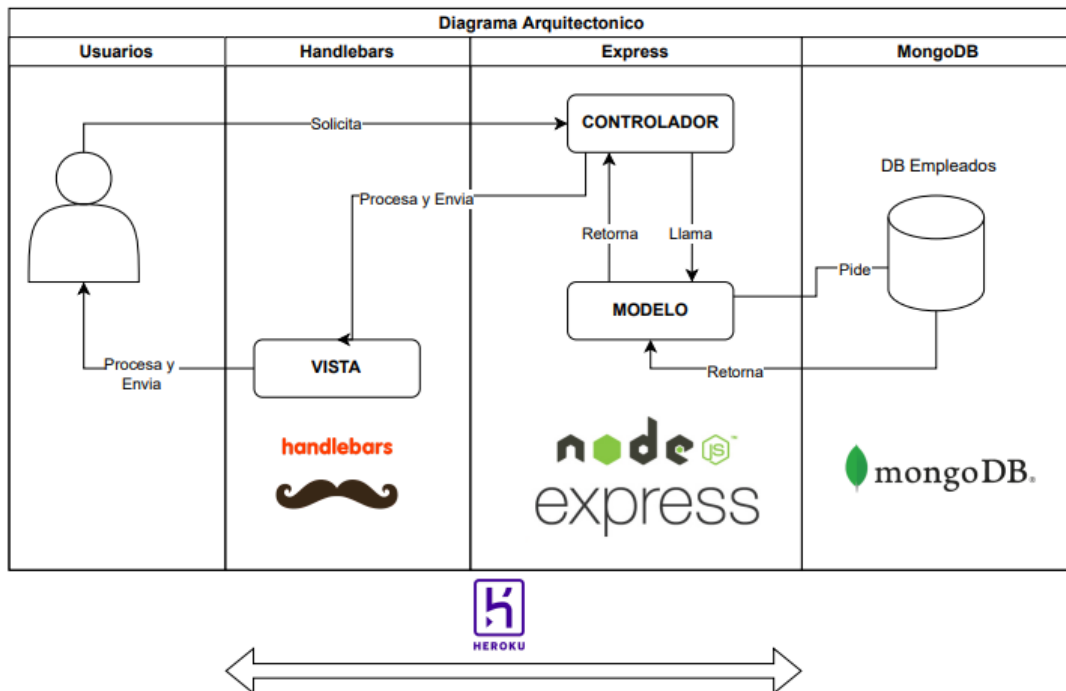 Diagrama Arquitectonico
Usuarios
Handlebars
Express
MongoDB
Solicita
CONTROLADOR
DB Empleados
Procesa y Envia
Retorna
Llama
Pide
MODELO
Procesa y
Envia
VISTA
Retorna
handlebars
node
JS™
express
mongoDB®
HEROKU